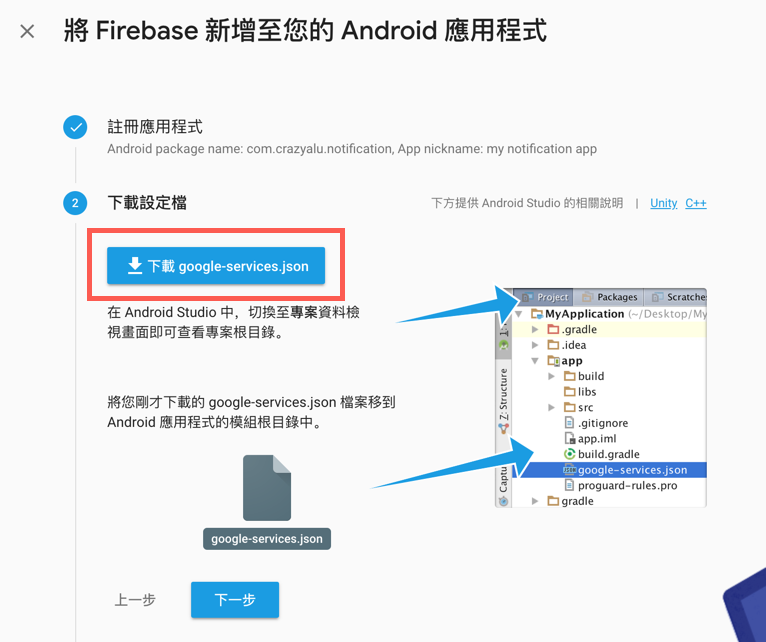 將 Firebase 新增至您的 Android 應用程式
註冊應用程式
Android package name: com.crazyalu.notification, App nickname: my notification app
2
下載設定檔
下方提供 Android Studio 的相關說明 | Unity C++
下載 google-services.json
在 Android Studio 中，切換至專案資料檢
視畫面即可查看專案根目錄。
將您剛才下載的 google-services.json 檔案移到
Android 應用程式的模組根目錄中。
google-services.json
Project Packages Scratche
MyApplication (~/Desktop/My
.gradle
.idea
app
build
libs
src
.gitignore
app.iml
build.gradle
google-services.json
proguard-rules.pro
gradle
Z: Structure
Captu
上一步
下一步